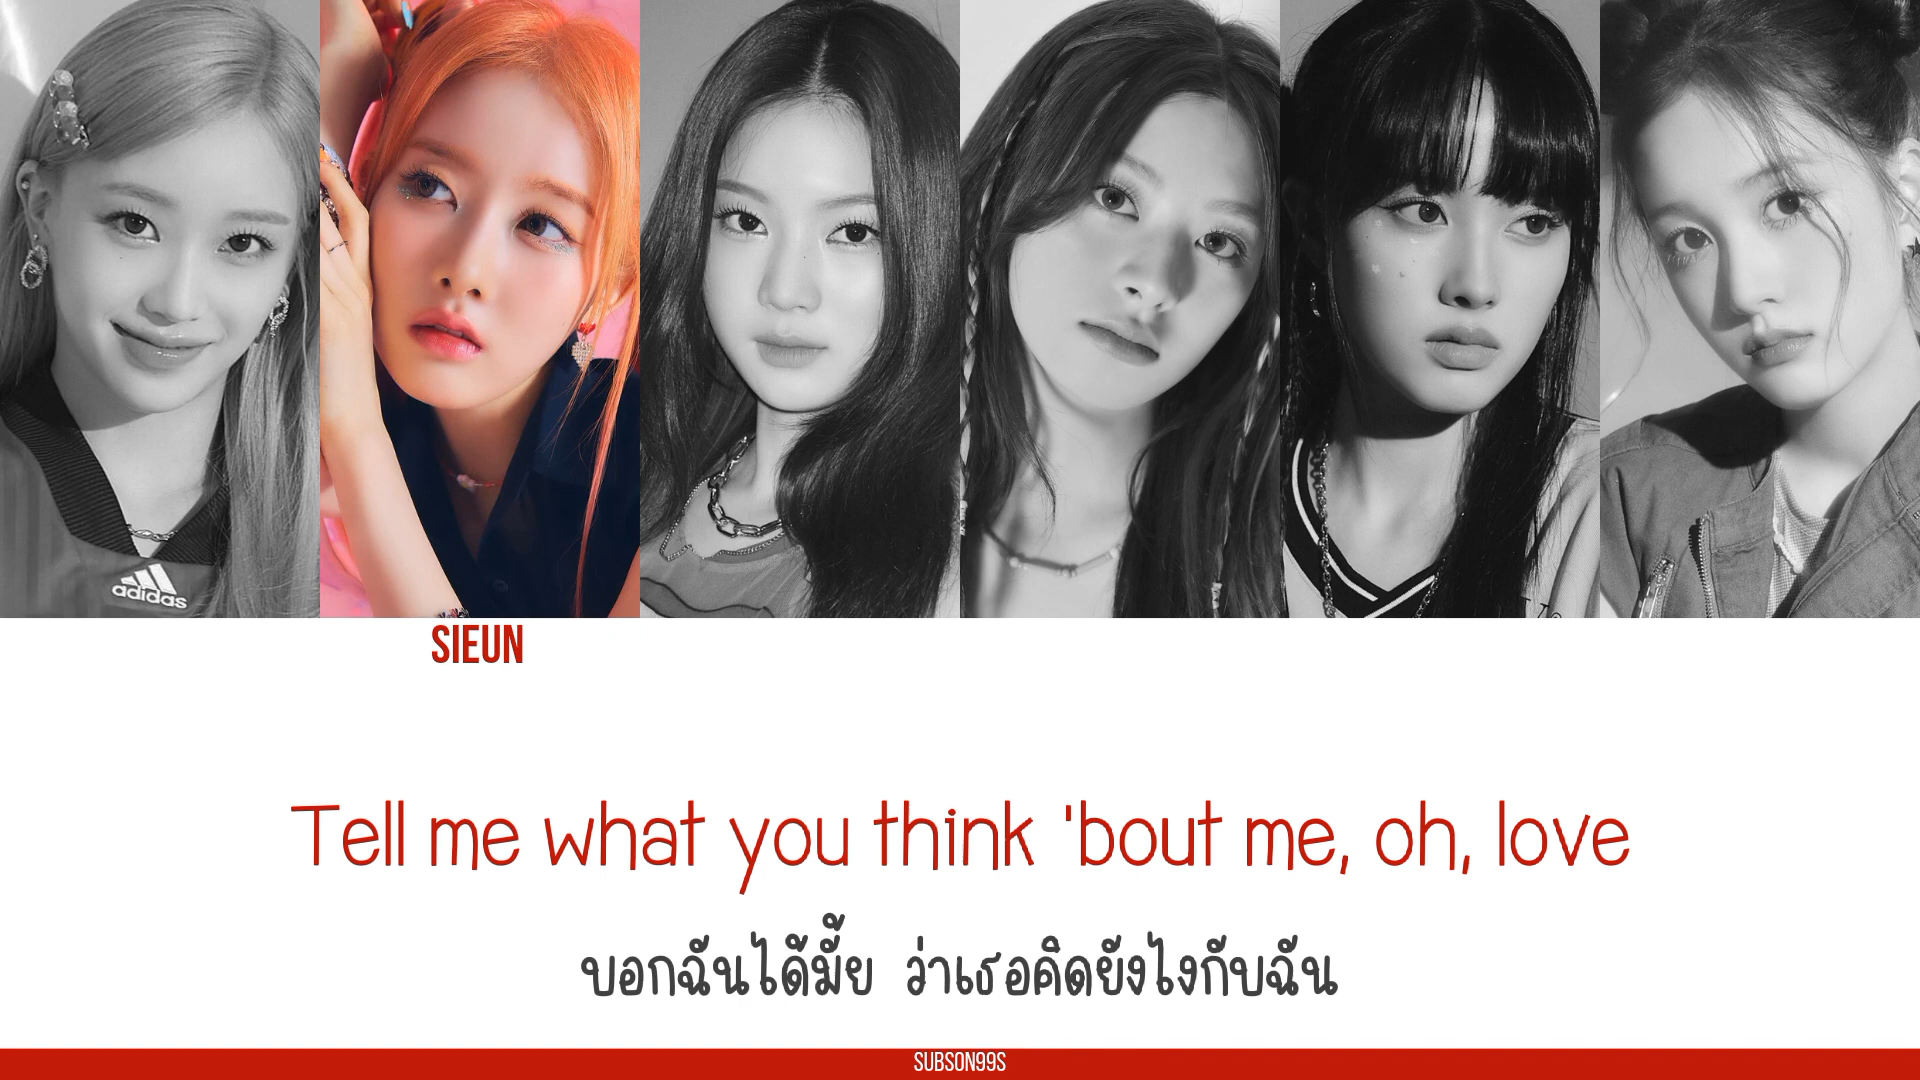 adidas
SIEUN
Tell me what you think 'bout me, oh, love
บอกฉันได้มั้ย ว่าเธอคิดยังไงกับฉัน
SUBSON99S